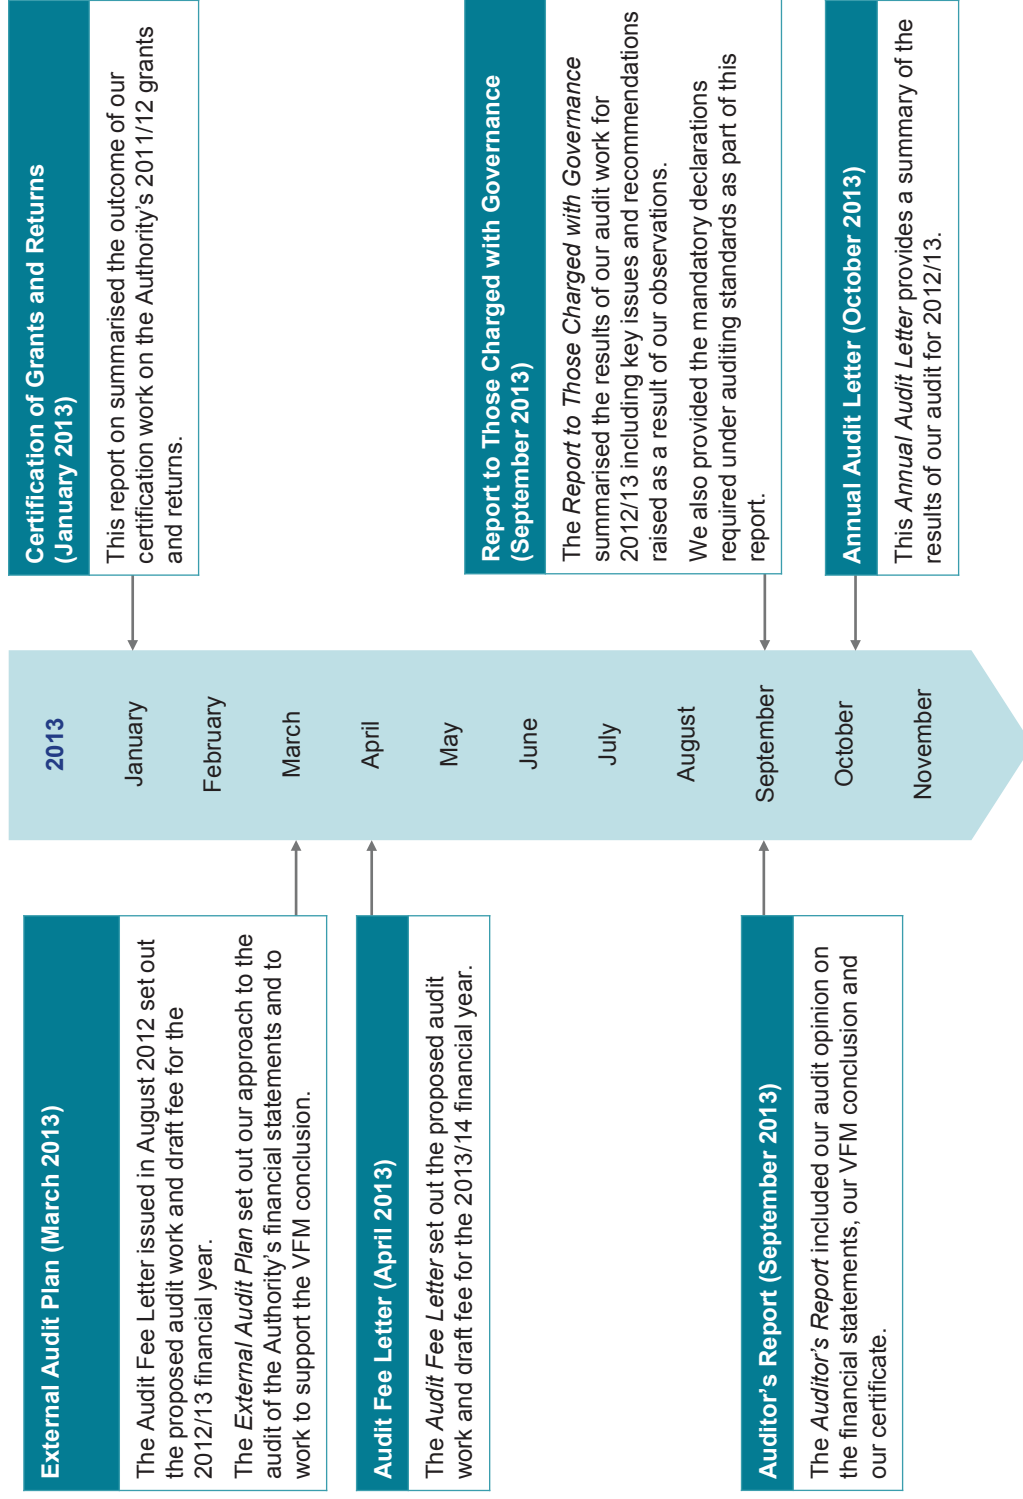 External Audit Plan (March 2013)
The Audit Fee Letter issued in August 2012 set out
the proposed audit work and draft fee for the
2012/13 financial year.
The External Audit Plan set out our approach to the
audit of the Authority's financial statements and to
work to support the VFM conclusion.
Audit Fee Letter (April 2013)
The Audit Fee Letter set out the proposed audit
work and draft fee for the 2013/14 financial year.
Auditor's Report (September 2013)
The Auditor's Report included our audit opinion on
the financial statements, our VFM conclusion and
our certificate.
2013
January
February
March
April
May
June
July
August
September
October
November
Certification of Grants and Returns
(January 2013)
This report on summarised the outcome of our
certification work on the Authority's 2011/12 grants
and returns.
Report to Those Charged with Governance
(September 2013)
The Report to Those Charged with Governance
summarised the results of our audit work for
2012/13 including key issues and recommendations
raised as a result of our observations.
We also provided the mandatory declarations
required under auditing standards as part of this
report.
Annual Audit Letter (October 2013)
This Annual Audit Letter provides a summary of the
results of our audit for 2012/13.